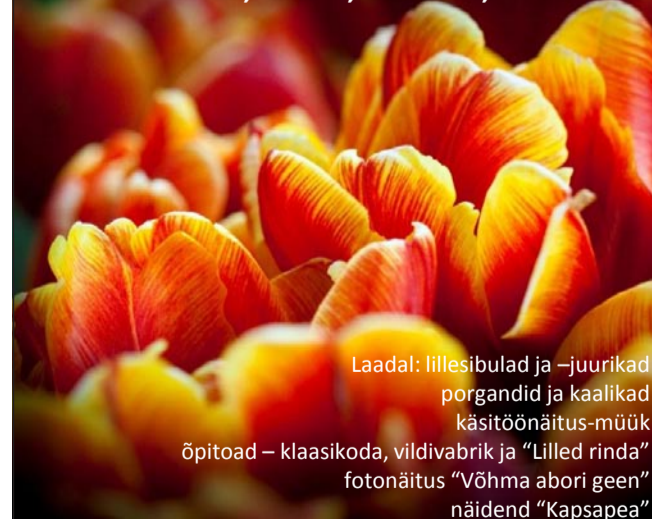 Laadal: lillesibulad ja –juurikad
porgandid ja kaalikad
käsitöönäitus-müük
õpitoad – klaasikoda, vildivabrik ja “Lilled rinda”
fotonäitus “Võhma abori geen”
näidend “Kapsapea”